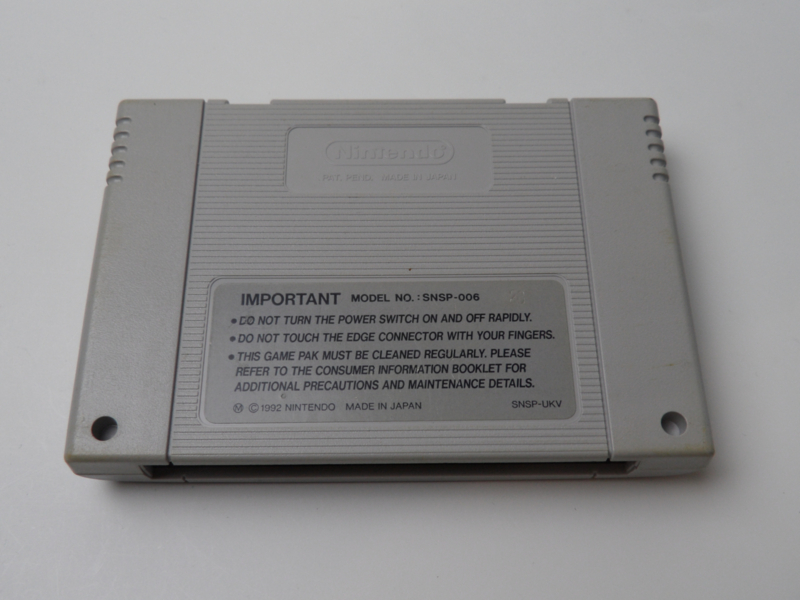 Nintendo
PAT. PEND. MADE IN JAPAN
IMPORTANT MODEL NO. : SNSP-006
• DO NOT TURN THE POWER SWITCH ON AND OFF RAPIDLY.
• DO NOT TOUCH THE EDGE CONNECTOR WITH YOUR FINGERS.
• THIS GAME PAK MUST BE CLEANED REGULARLY. PLEASE
REFER TO THE CONSUMER INFORMATION BOOKLET FOR
ADDITIONAL PRECAUTIONS AND MAINTENANCE DETAILS.
Ⓜ © 1992 NINTENDO MADE IN JAPAN SNSP-UKV